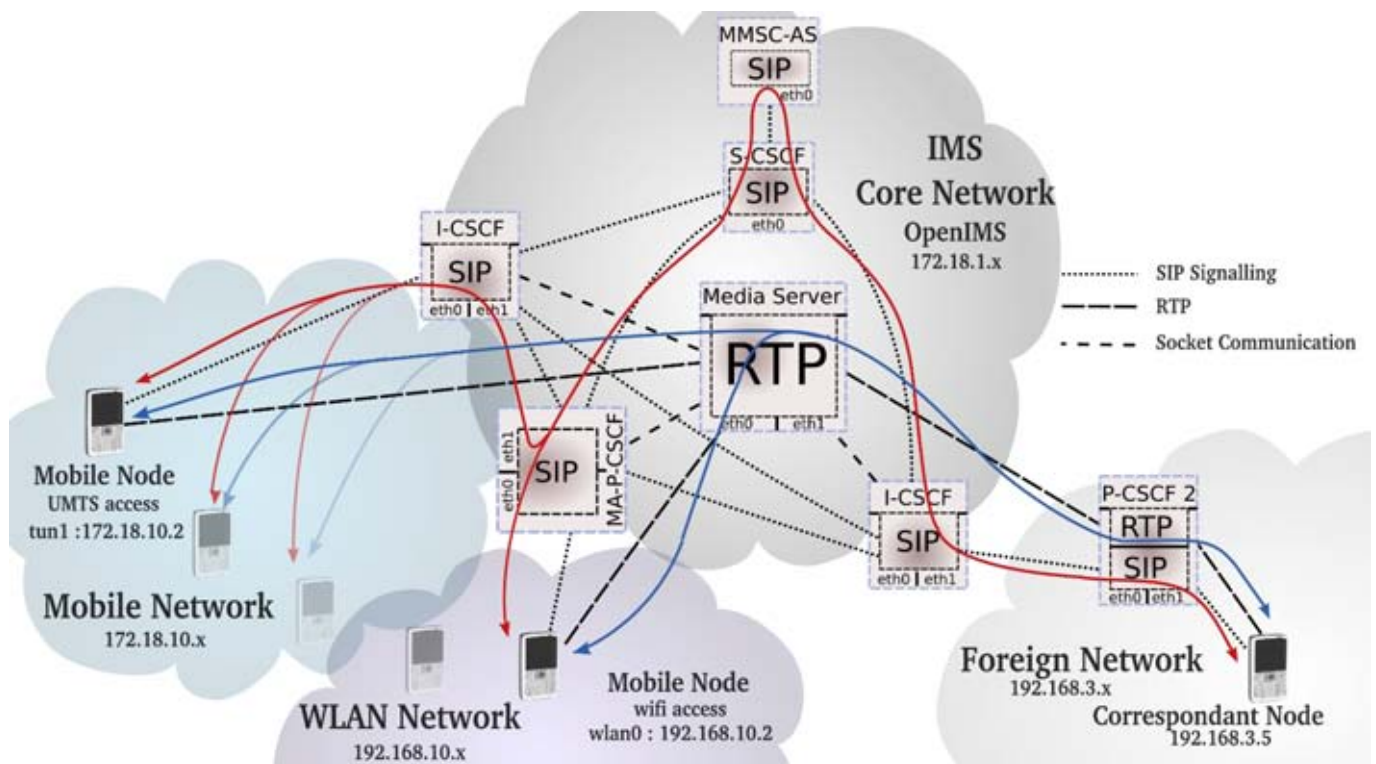 MMSC-AS
SIP
eth0
S-CSCF
SIP
eth0
IMS
Core Network
OpenIMS
172.18.1.x
I-CSCF
SIP
eth0 eth1
SIP Signalling
RTP
Socket Communication
Media Server
RTP
eth0 eth1
Mobile Node
UMTS access
tun1 :172.18.10.2
eth1
eth0
SIP
MA-P-CSCF
I-CSCF
SIP
eth0 eth1
P-CSCF 2
RTP
SIP
eth0 eth1
Mobile Network
172.18.10.x
Foreign Network
192.168.3.x
Correspondant Node
192.168.3.5
Mobile Node
wifi access
wlan0 : 192.168.10.2
WLAN Network
192.168.10.x